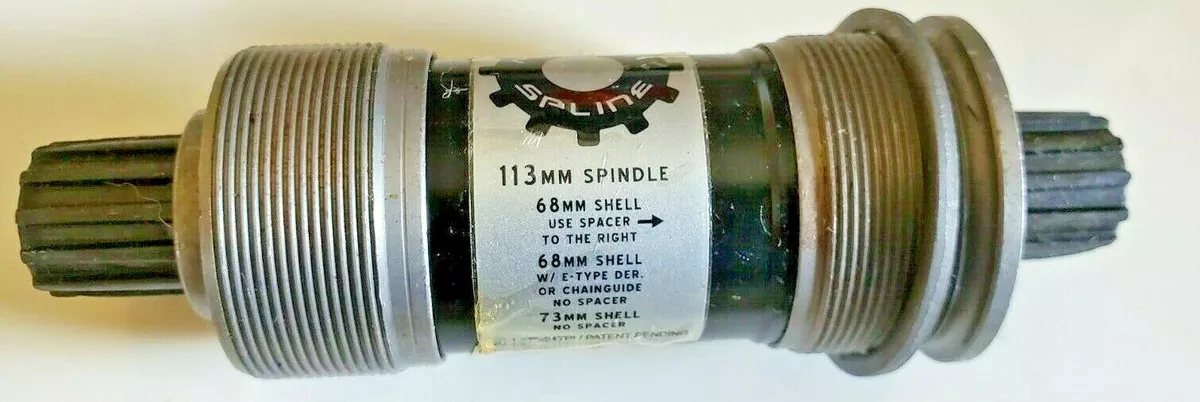 SPLINE
113MM SPINDLE
68MM SHELL
USE SPACER →
TO THE RIGHT
68MM SHELL
W/ E-TYPE DER.
OR CHAINGUIDE
NO SPACER
73MM SHELL
NO SPACER
PATENT PENDING